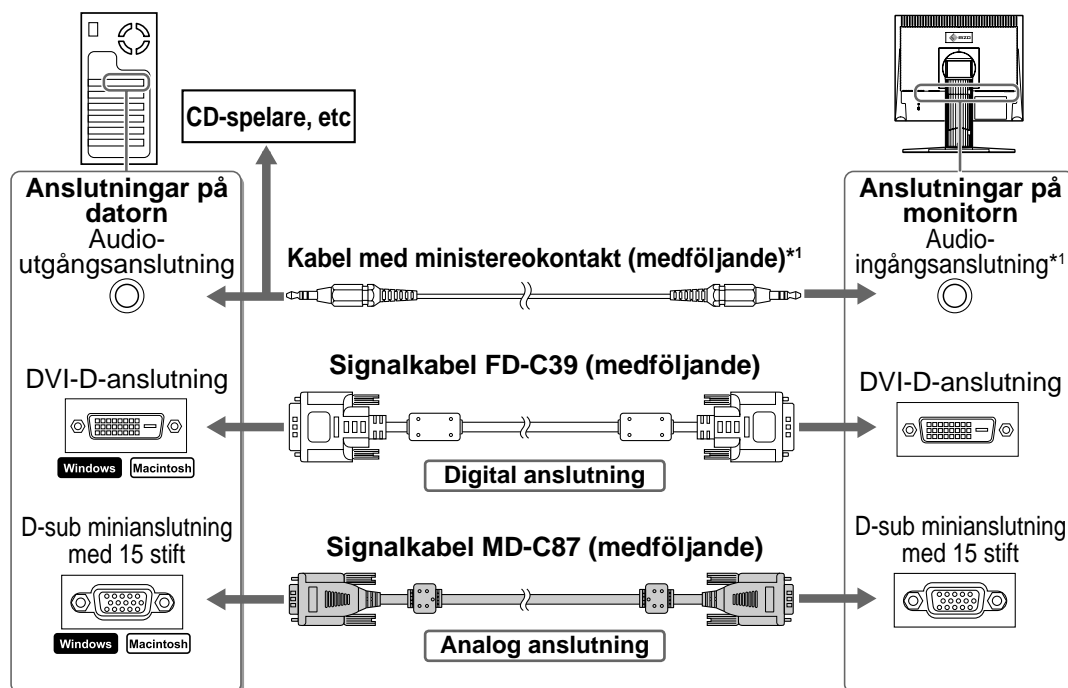 EIZO
CD-spelare, etc
Anslutningar på
datorn
Audio-
utgångsanslutning
Kabel med ministereokontakt (medföljande)*1
Anslutningar på
monitorn
Audio-
ingångsanslutning*1
DVI-D-anslutning
Windows Macintosh
Signalkabel FD-C39 (medföljande)
Digital anslutning
DVI-D-anslutning
D-sub minianslutning
med 15 stift
Windows Macintosh
Signalkabel MD-C87 (medföljande)
Analog anslutning
D-sub minianslutning
med 15 stift